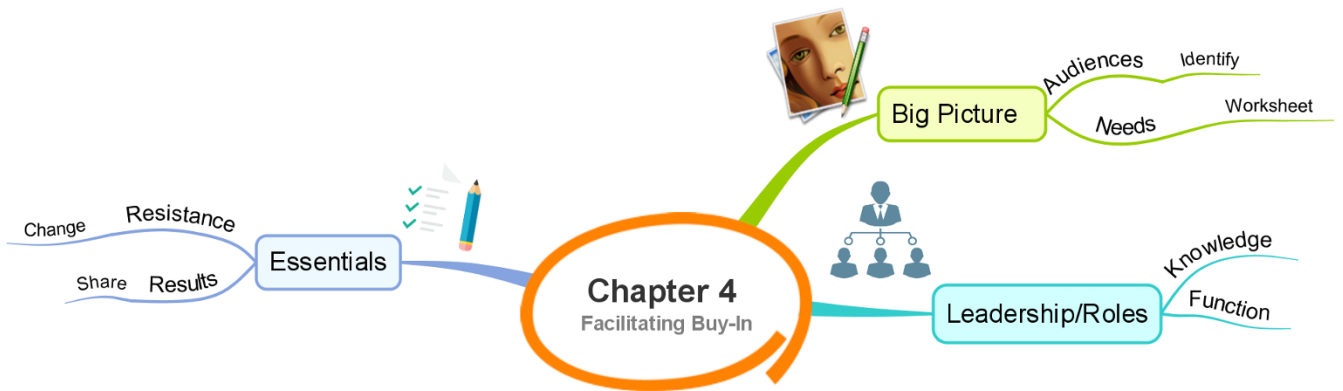 Chapter 4
Facilitating Buy-In
Big Picture
Audiences
Identify
Needs
Worksheet
Leadership/Roles
Knowledge
Function
Essentials
Resistance
Change
Results
Share